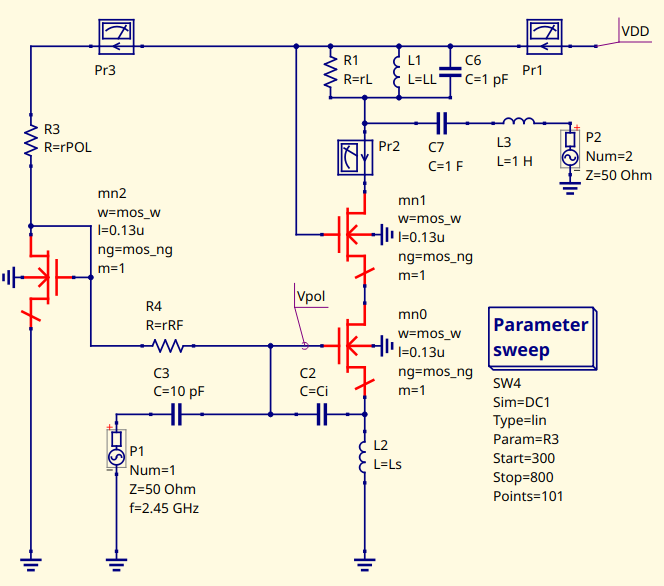 VDD
Pr3
Pr1
R1
R=rL
L1
L=LL
C6
C=1 pF
R3
R=rPOL
Pr2
C7
C=1 F
L3
L=1 H
P2
Num=2
Z=50 Ohm
mn2
w=mos_w
l=0.13u
ng=mos_ng
m=1
mn1
w=mos_w
l=0.13u
ng=mos_ng
m=1
Vpol
R4
R=rRF
mn0
w=mos_w
l=0.13u
ng=mos_ng
m=1
Parameter
sweep
C3
C=10 pF
C2
C=Ci
SW4
Sim=DC1
Type=lin
Param=R3
Start=300
Stop=800
Points=101
P1
Num=1
Z=50 Ohm
f=2.45 GHz
L2
L=Ls